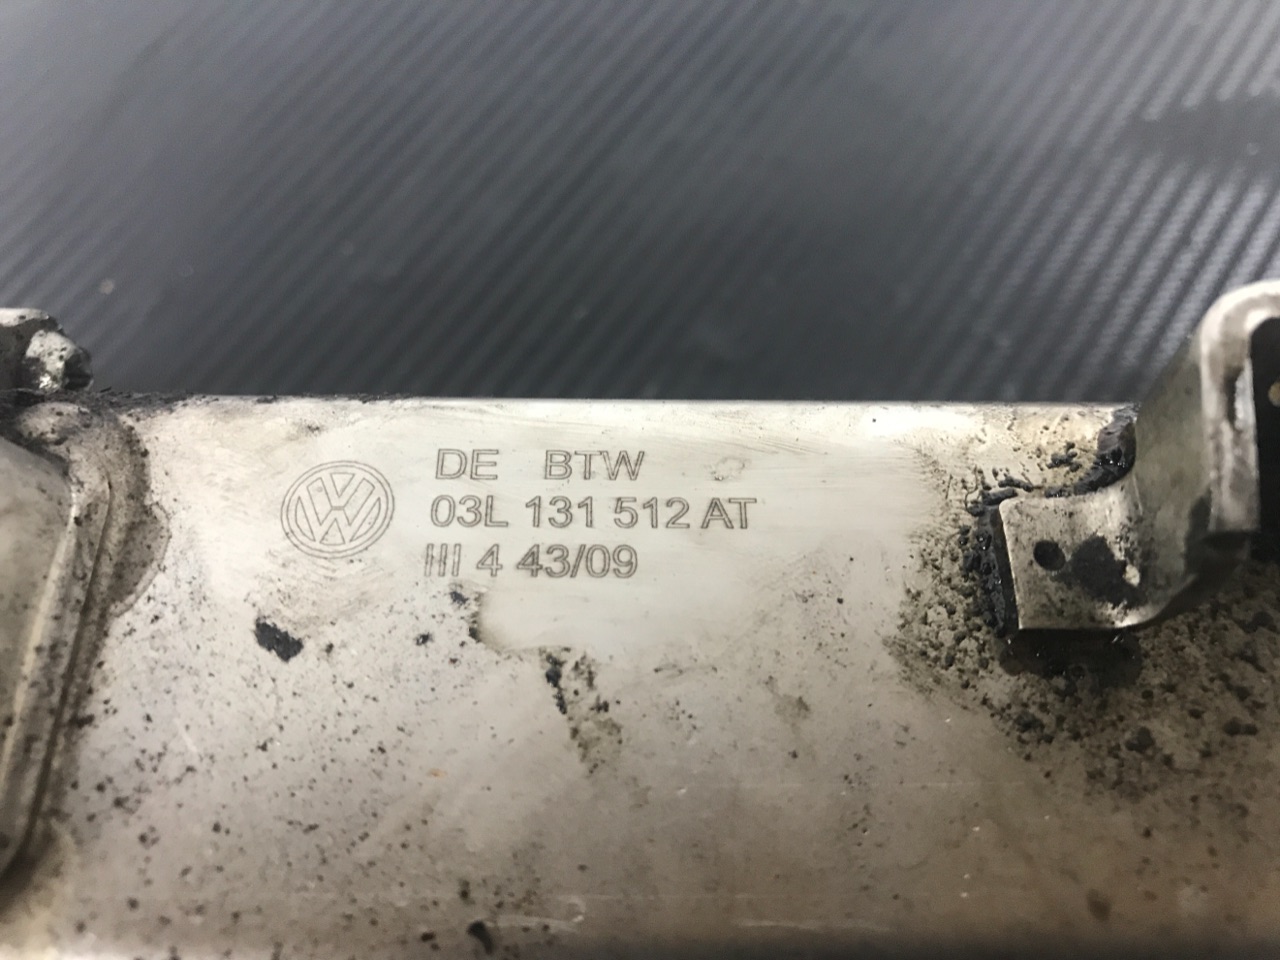 DE BTW
03L 131 512 AT
III 4 43/09